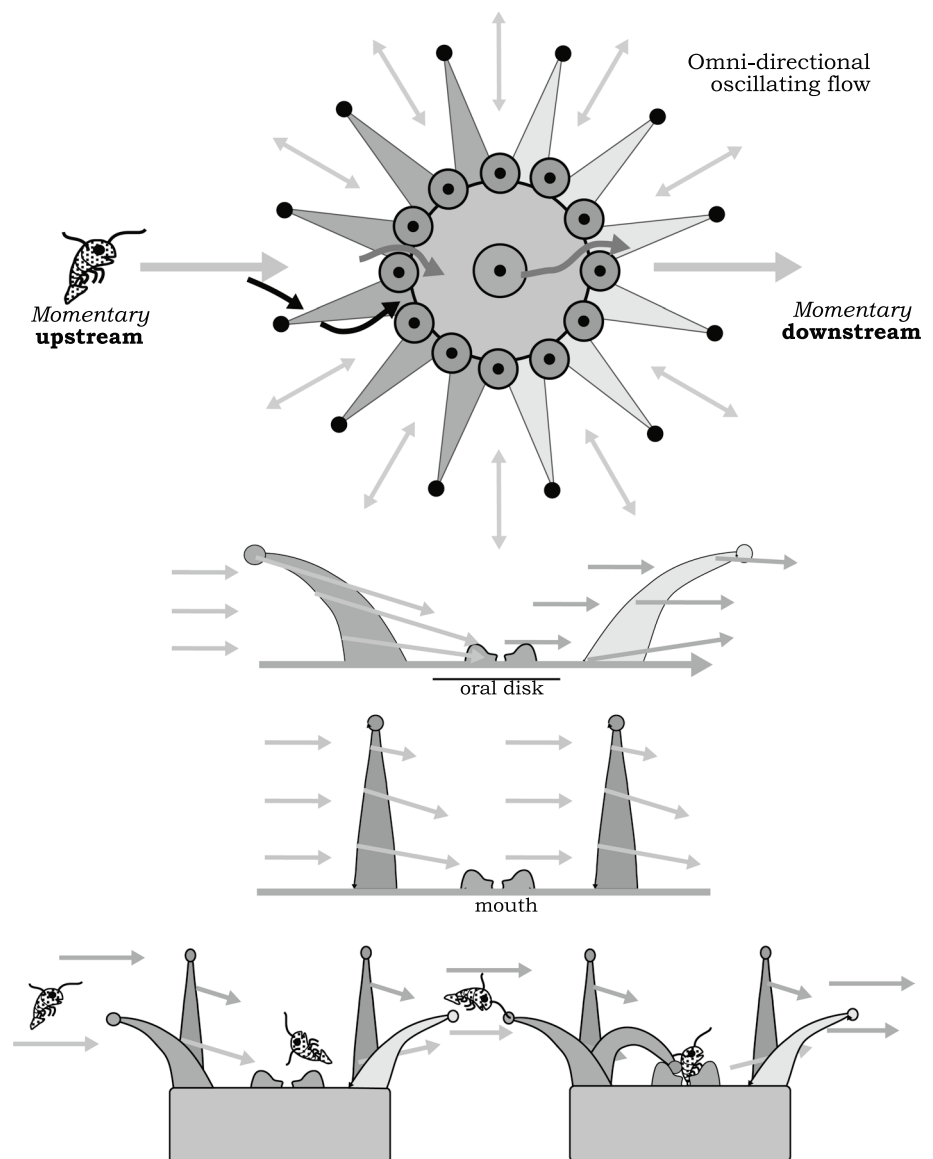 Omni-directional
oscillating flow
Momentary
upstream
Momentary
downstream
oral disk
mouth